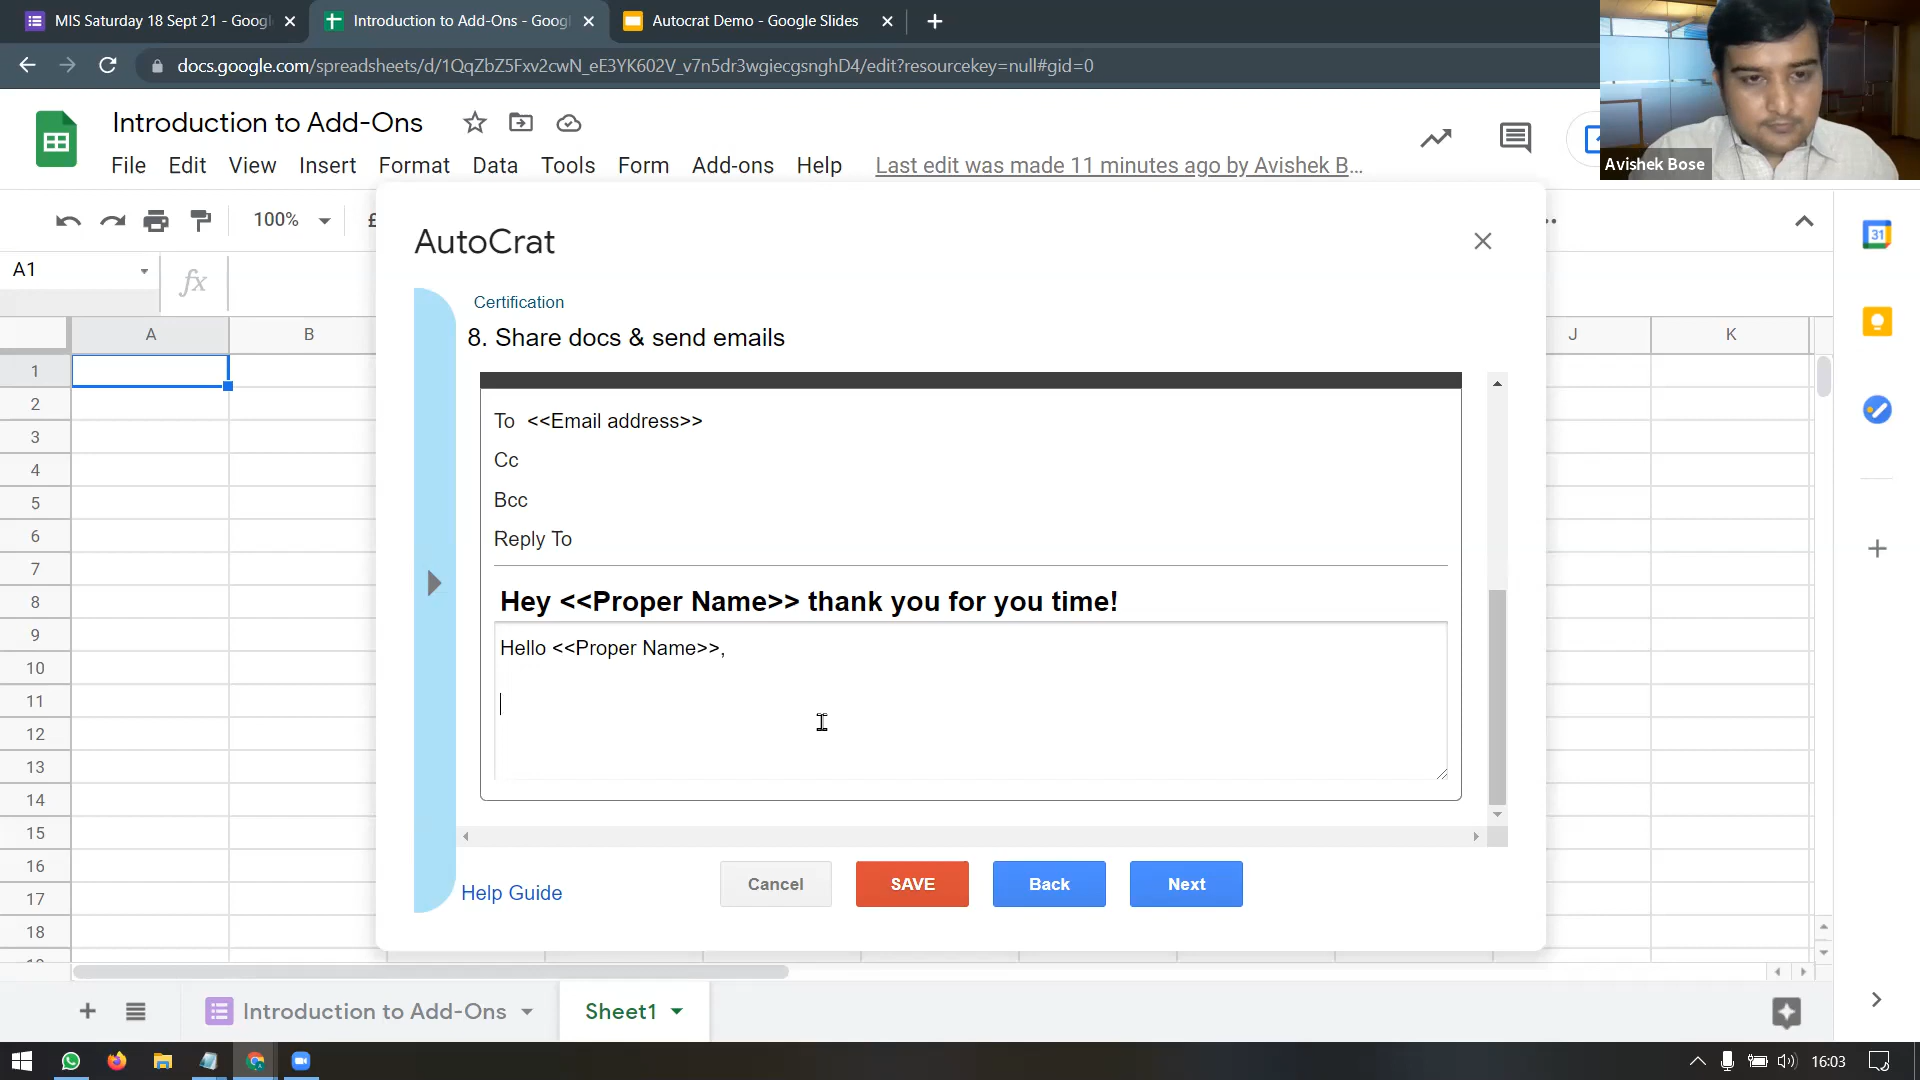 MIS Saturday 18 Sept 21 - Googl
Introduction to Add-Ons - Googl
Autocrat Demo - Google Slides
docs.google.com/spreadsheets/d/1QqZbZ5Fxv2cwN_eE3YK602V_v7n5dr3wgiecgsnghD4/edit?resourcekey=null#gid=0
Avishek Bose
Introduction to Add-Ons
File Edit View Insert Format Data Tools Form Add-ons Help Last edit was made 11 minutes ago by Avishek B...
100% £
31
A1 fx
AutoCrat
Certification
8. Share docs & send emails
A B J K
1
2
3
4
5
6
7
8
9
10
11
12
13
14
15
16
17
18
To <<Email address>>
Cc
Bcc
Reply To
Hey <<Proper Name>> thank you for you time!
Hello <<Proper Name>>,
Help Guide
Cancel SAVE Back Next
Introduction to Add-Ons Sheet1
16:03